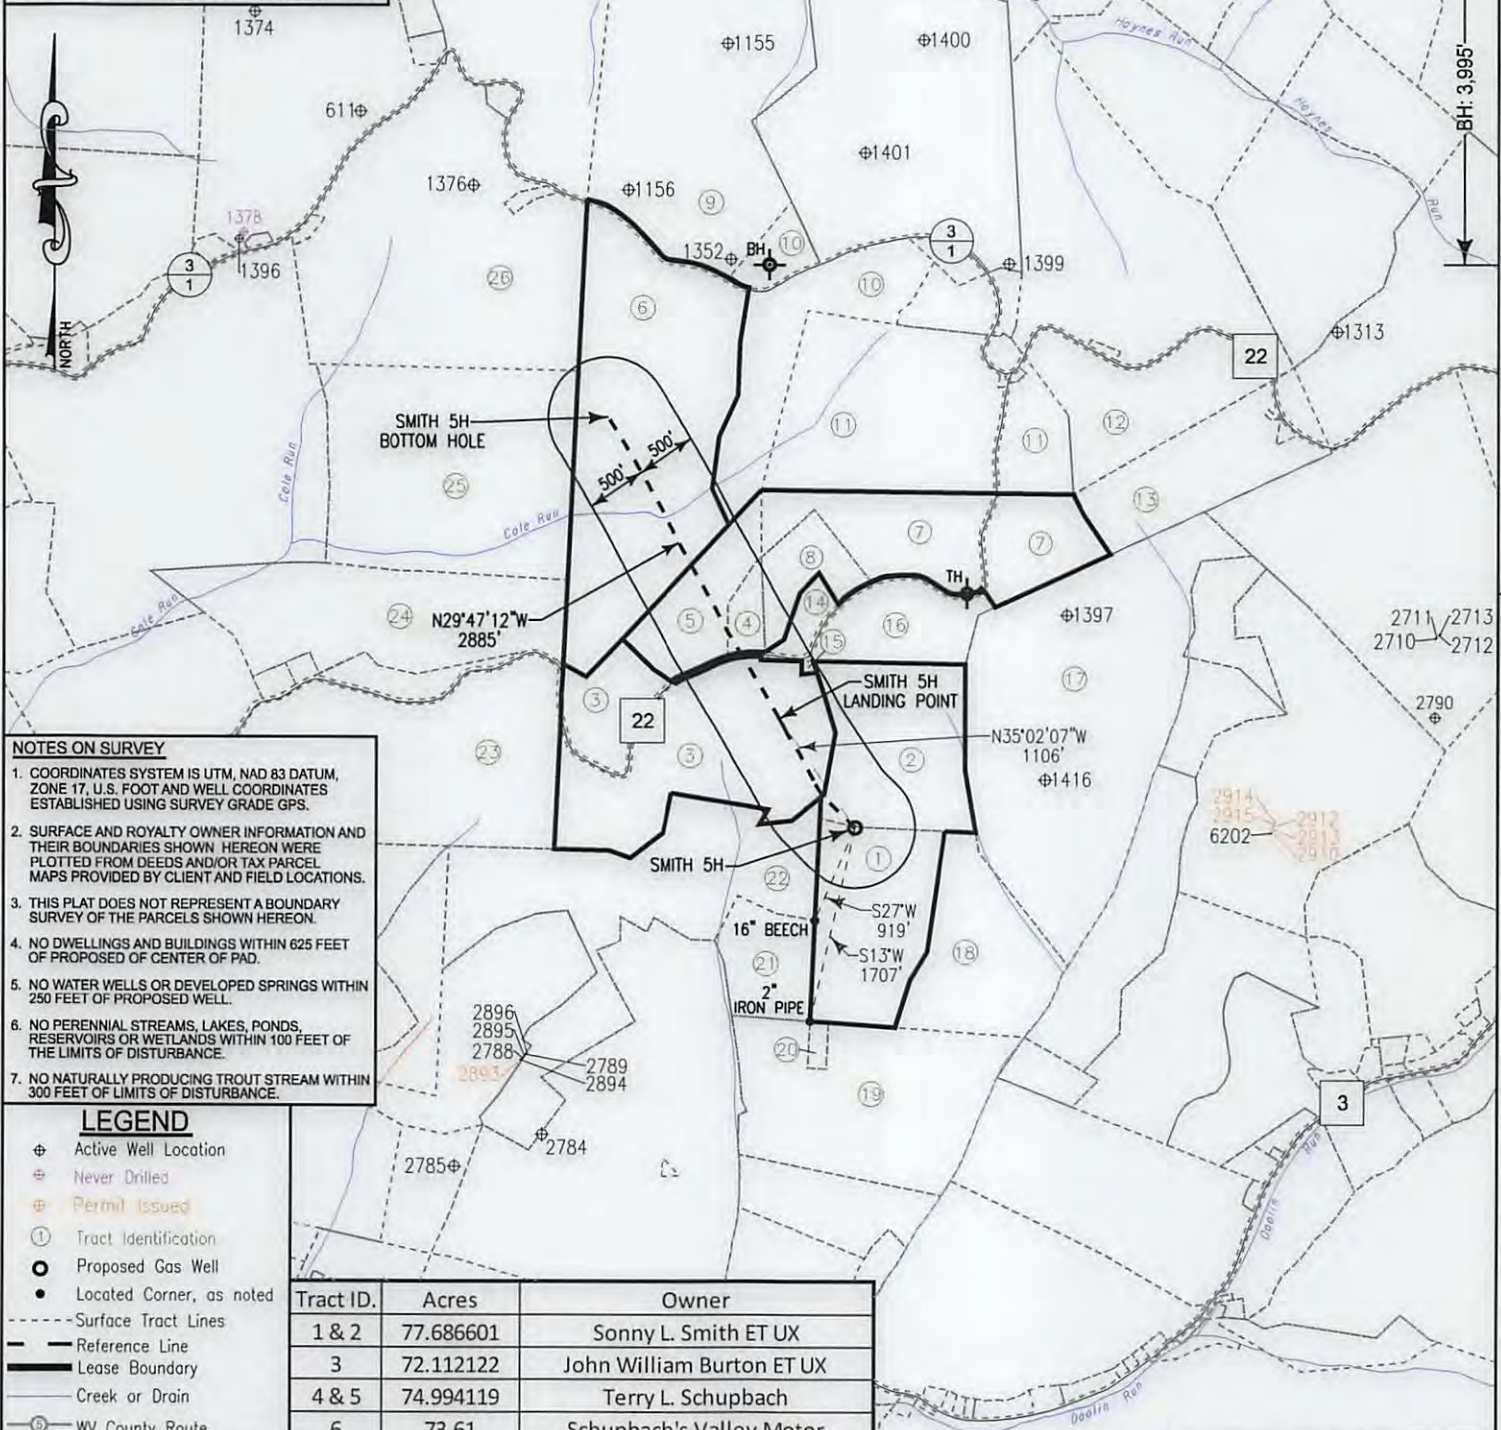 1374
1155
1400
Haynes Run
BH: 3,995'
611
Haynes
1401
1376
1156
9
Run
1378
1352
BH
10
3
1
1399
3
1
1396
26
10
6
NORTH
1313
22
SMITH 5H
BOTTOM HOLE
500'
500'
11
11
12
Cole Run
25
13
Cole Run
7
7
8
TH
Cole Run
24
N29°47'12"W
2885'
5
4
14
15
16
1397
2711
2713
2710
2712
17
3
22
SMITH 5H
LANDING POINT
2790
N35°02'07"W
1106'
23
3
2
1416
NOTES ON SURVEY
1. COORDINATES SYSTEM IS UTM, NAD 83 DATUM,
ZONE 17, U.S. FOOT AND WELL COORDINATES
ESTABLISHED USING SURVEY GRADE GPS.
2. SURFACE AND ROYALTY OWNER INFORMATION AND
THEIR BOUNDARIES SHOWN HEREON WERE
PLOTTED FROM DEEDS AND/OR TAX PARCEL
MAPS PROVIDED BY CLIENT AND FIELD LOCATIONS.
3. THIS PLAT DOES NOT REPRESENT A BOUNDARY
SURVEY OF THE PARCELS SHOWN HEREON.
4. NO DWELLINGS AND BUILDINGS WITHIN 625 FEET
OF PROPOSED OF CENTER OF PAD.
5. NO WATER WELLS OR DEVELOPED SPRINGS WITHIN
250 FEET OF PROPOSED WELL.
6. NO PERENNIAL STREAMS, LAKES, PONDS,
RESERVOIRS OR WETLANDS WITHIN 100 FEET OF
THE LIMITS OF DISTURBANCE.
7. NO NATURALLY PRODUCING TROUT STREAM WITHIN
300 FEET OF LIMITS OF DISTURBANCE.
2914
2915
2912
2913
6202
SMITH 5H
1
22
S27°W
919'
16" BEECH
S13°W
1707'
18
21
2"
IRON PIPE
2896
2895
2788
2789
2893
2894
20
19
3
2784
2785
Run
Doolin
LEGEND
Active Well Location
Never Drilled
Permit Issued
1 Tract Identification
Proposed Gas Well
Located Corner, as noted
Surface Tract Lines
Reference Line
Lease Boundary
Creek or Drain
5 WV County Route
Tract ID. Acres Owner
1 & 2 77.686601 Sonny L. Smith ET UX
3 72.112122 John William Burton ET UX
4 & 5 74.994119 Terry L. Schupbach
6 73.61 Schupbach's Valley Motor
Doolin Run